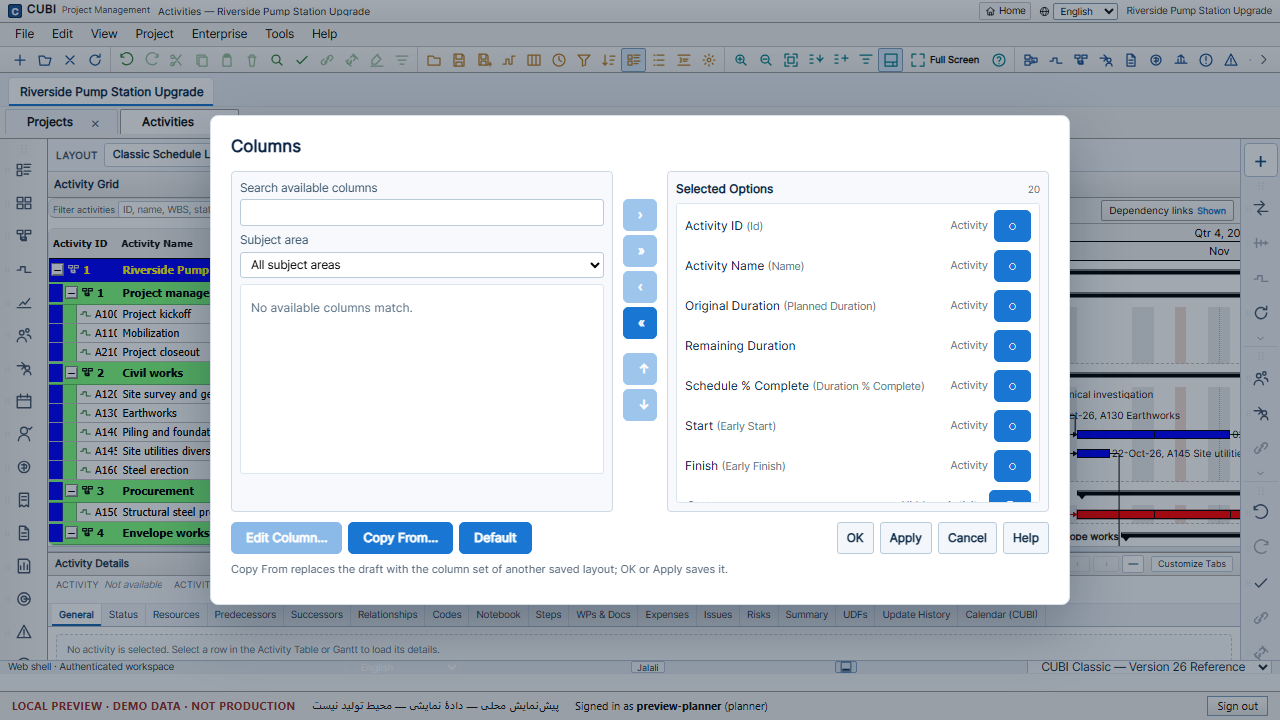 CUBI Project Management Activities — Riverside Pump Station Upgrade
Home English Riverside Pump Station Upgrade
File Edit View Project Enterprise Tools Help
Full Screen
Riverside Pump Station Upgrade
Projects × Activities
LAYOUT Classic Schedule L
Activity Grid
Filter activities ID, name, WBS, stat
Dependency links Shown
Activity ID Activity Name
Qtr 4, 20
Nov
1 Riverside Pump
1 Project manage
A100 Project kickoff
A110 Mobilization
A210 Project closeout
2 Civil works
A120 Site survey and ge
A130 Earthworks
A140 Piling and foundat
A145 Site utilities divers
A160 Steel erection
3 Procurement
A150 Structural steel pr
4 Envelope works
nical investigation
t-26, A130 Earthworks
22-Oct-26, A145 Site utilitie
ope works
Columns
Search available columns
Subject area
All subject areas
No available columns match.
Selected Options 20
Activity ID (Id) Activity
Activity Name (Name) Activity
Original Duration (Planned Duration) Activity
Remaining Duration Activity
Schedule % Complete (Duration % Complete) Activity
Start (Early Start) Activity
Finish (Early Finish) Activity
Edit Column... Copy From... Default
OK Apply Cancel Help
Copy From replaces the draft with the column set of another saved layout; OK or Apply saves it.
Activity Details
Customize Tabs
ACTIVITY Not available ACTIVIT
General Status Resources Predecessors Successors Relationships Codes Notebook Steps WPs & Docs Expenses Issues Risks Summary UDFs Update History Calendar (CUBI)
No activity is selected. Select a row in the Activity Table or Gantt to load its details.
Web shell · Authenticated workspace English Jalali CUBI Classic — Version 26 Reference
LOCAL PREVIEW · DEMO DATA · NOT PRODUCTION پیش‌نمایش محلی — دادهٔ نمایشی — محیط تولید نیست Signed in as preview-planner (planner) Sign out